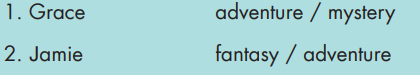 1. Grace adventure / mystery
2. Jamie fantasy / adventure